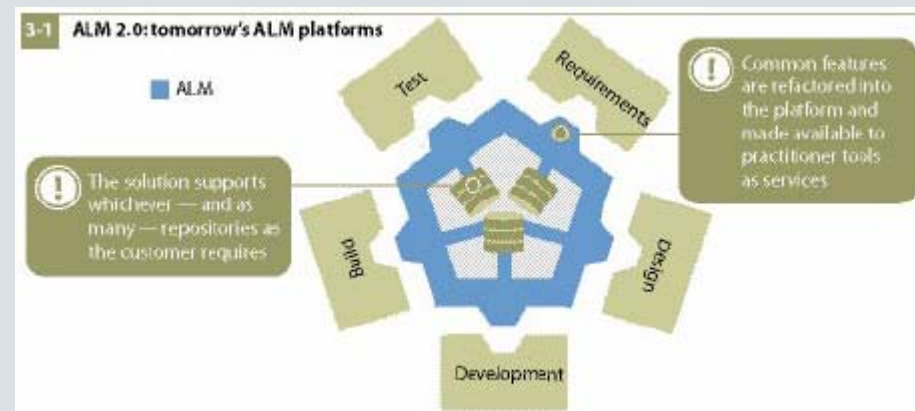 3-1 ALM 2.0: tomorrow's ALM platforms
ALM
Test
Requirements
Common features
are refactored into
the platform and
made available to
practitioner tools
as services
The solution supports
whichever — and as
many — repositories as
the customer requires
Build
Design
Development